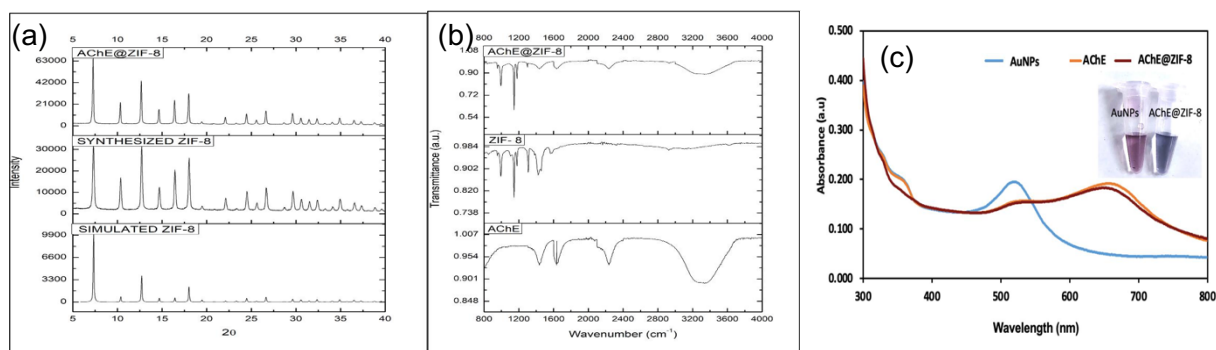 (a)
5 10 15 20 25 30 35 40
AChE@ZIF-8
63000
42000
21000
0
SYNTHESIZED ZIF-8
30000
20000
10000
0
SIMULATED ZIF-8
9900
6600
3300
0
5 10 15 20 25 30 35 40
2θ
Intensity
(b)
800 1200 1600 2000 2400 2800 3200 3600 4000
1.08
AChE@ZIF-8
0.90
0.72
0.54
ZIF- 8
0.984
0.902
0.820
0.738
AChE
1.007
0.954
0.901
0.848
800 1200 1600 2000 2400 2800 3200 3600 4000
Wavenumber (cm-1)
Transmittance (a.u.)
(c)
0.500
0.400
0.300
0.200
0.100
0.000
AuNPs AChE AChE@ZIF-8
AuNPs AChE@ZIF-8
300 400 500 600 700 800
Wavelength (nm)
Absorbance (a.u)